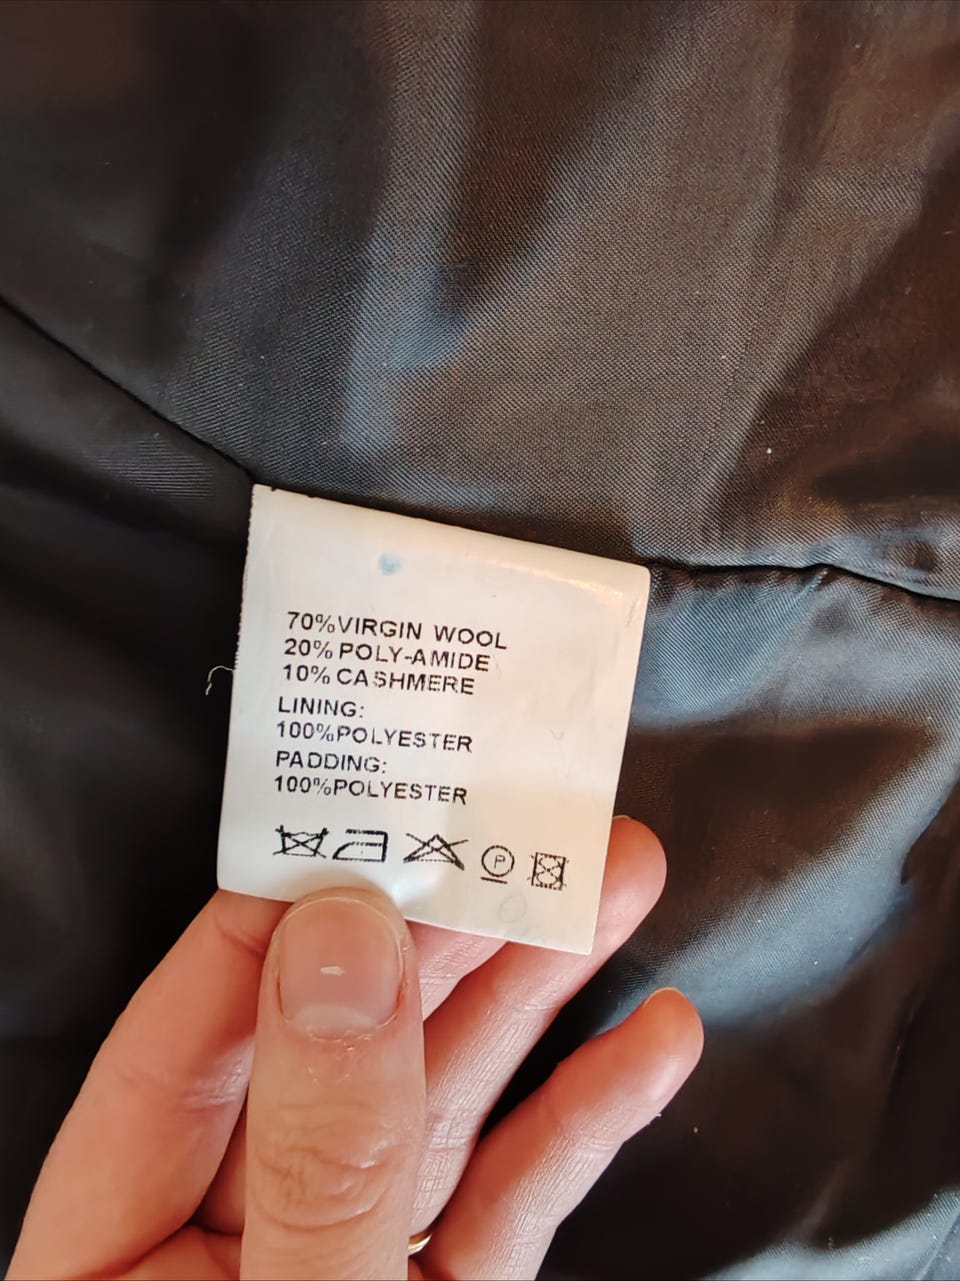 70%VIRGIN WOOL
20% POLY-AMIDE
10% CASHMERE
LINING:
100%POLYESTER
PADDING:
100%POLYESTER
P